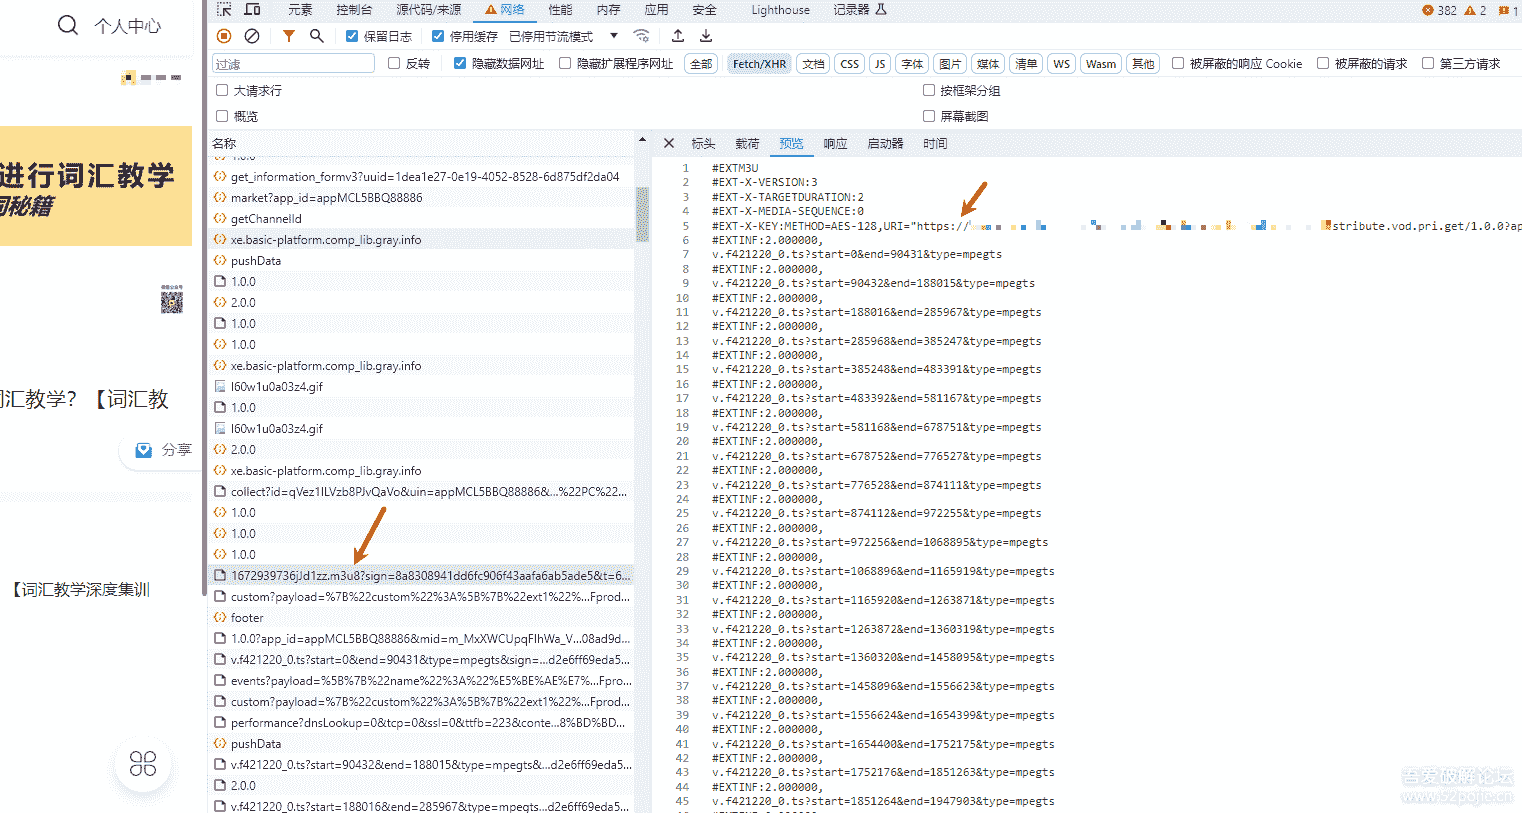 个人中心
进行词汇教学
词秘籍
词汇教学？【词汇教
分享
【词汇教学深度集训
元素 控制台 源代码/来源 网络 性能 内存 应用 安全 Lighthouse 记录器 382 2 1
保留日志 停用缓存 已停用节流模式
过滤 反转 隐藏数据网址 隐藏扩展程序网址 全部 Fetch/XHR 文档 CSS JS 字体 图片 媒体 清单 WS Wasm 其他 被屏蔽的响应 Cookie 被屏蔽的请求 第三方请求
大请求行 按框架分组
概览 屏幕截图
名称
1.0.0
get_information_formv3?uuid=1dea1e27-0e19-4052-8528-6d875df2da04
market?app_id=appMCL5BBQ88886
getChannelId
xe.basic-platform.comp_lib.gray.info
pushData
1.0.0
2.0.0
1.0.0
1.0.0
xe.basic-platform.comp_lib.gray.info
l60w1u0a03z4.gif
1.0.0
l60w1u0a03z4.gif
2.0.0
xe.basic-platform.comp_lib.gray.info
collect?id=qVez1ILVzb8PJvQaVo&uin=appMCL5BBQ88886&...%22PC%22...
1.0.0
1.0.0
1.0.0
1672939736jJd1zz.m3u8?sign=8a8308941dd6fc906f43aafa6ab5ade5&t=6...
custom?payload=%7B%22custom%22%3A%5B%7B%22ext1%22%...Fprod...
footer
1.0.0?app_id=appMCL5BBQ88886&mid=m_MxXWCUpqFlhWa_V...08ad9d...
v.f421220_0.ts?start=0&end=90431&type=mpegts&sign=...d2e6ff69eda5...
events?payload=%5B%7B%22name%22%3A%22%E5%BE%AE%E7%...Fpro...
custom?payload=%7B%22custom%22%3A%5B%7B%22ext1%22%...Fprod...
performance?dnsLookup=0&tcp=0&ssl=0&ttfb=223&conte...8%BD%BD...
pushData
v.f421220_0.ts?start=90432&end=188015&type=mpegts&...d2e6ff69eda5...
2.0.0
v.f421220_0.ts?start=188016&end=285967&type=mpegts...d2e6ff69eda5...
标头 载荷 预览 响应 启动器 时间
1 #EXTM3U
2 #EXT-X-VERSION:3
3 #EXT-X-TARGETDURATION:2
4 #EXT-X-MEDIA-SEQUENCE:0
5 #EXT-X-KEY:METHOD=AES-128,URI="https:// stribute.vod.pri.get/1.0.0?ap
6 #EXTINF:2.000000,
7 v.f421220_0.ts?start=0&end=90431&type=mpegts
8 #EXTINF:2.000000,
9 v.f421220_0.ts?start=90432&end=188015&type=mpegts
10 #EXTINF:2.000000,
11 v.f421220_0.ts?start=188016&end=285967&type=mpegts
12 #EXTINF:2.000000,
13 v.f421220_0.ts?start=285968&end=385247&type=mpegts
14 #EXTINF:2.000000,
15 v.f421220_0.ts?start=385248&end=483391&type=mpegts
16 #EXTINF:2.000000,
17 v.f421220_0.ts?start=483392&end=581167&type=mpegts
18 #EXTINF:2.000000,
19 v.f421220_0.ts?start=581168&end=678751&type=mpegts
20 #EXTINF:2.000000,
21 v.f421220_0.ts?start=678752&end=776527&type=mpegts
22 #EXTINF:2.000000,
23 v.f421220_0.ts?start=776528&end=874111&type=mpegts
24 #EXTINF:2.000000,
25 v.f421220_0.ts?start=874112&end=972255&type=mpegts
26 #EXTINF:2.000000,
27 v.f421220_0.ts?start=972256&end=1068895&type=mpegts
28 #EXTINF:2.000000,
29 v.f421220_0.ts?start=1068896&end=1165919&type=mpegts
30 #EXTINF:2.000000,
31 v.f421220_0.ts?start=1165920&end=1263871&type=mpegts
32 #EXTINF:2.000000,
33 v.f421220_0.ts?start=1263872&end=1360319&type=mpegts
34 #EXTINF:2.000000,
35 v.f421220_0.ts?start=1360320&end=1458095&type=mpegts
36 #EXTINF:2.000000,
37 v.f421220_0.ts?start=1458096&end=1556623&type=mpegts
38 #EXTINF:2.000000,
39 v.f421220_0.ts?start=1556624&end=1654399&type=mpegts
40 #EXTINF:2.000000,
41 v.f421220_0.ts?start=1654400&end=1752175&type=mpegts
42 #EXTINF:2.000000,
43 v.f421220_0.ts?start=1752176&end=1851263&type=mpegts
44 #EXTINF:2.000000,
45 v.f421220_0.ts?start=1851264&end=1947903&type=mpegts
吾爱破解论坛
www.52pojie.cn